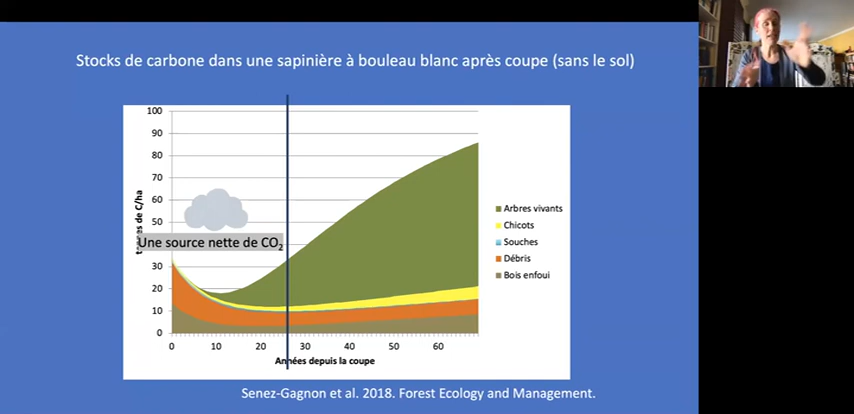 Stocks de carbone dans une sapinière à bouleau blanc après coupe (sans le sol)
100
90
80
70
60
50
Une source nette de CO₂
30
20
10
0
0 10 20 30 40 50 60
Années depuis la coupe
de C/ha
Arbres vivants
Chicots
Souches
Débris
Bois enfoui
Senez-Gagnon et al. 2018. Forest Ecology and Management.